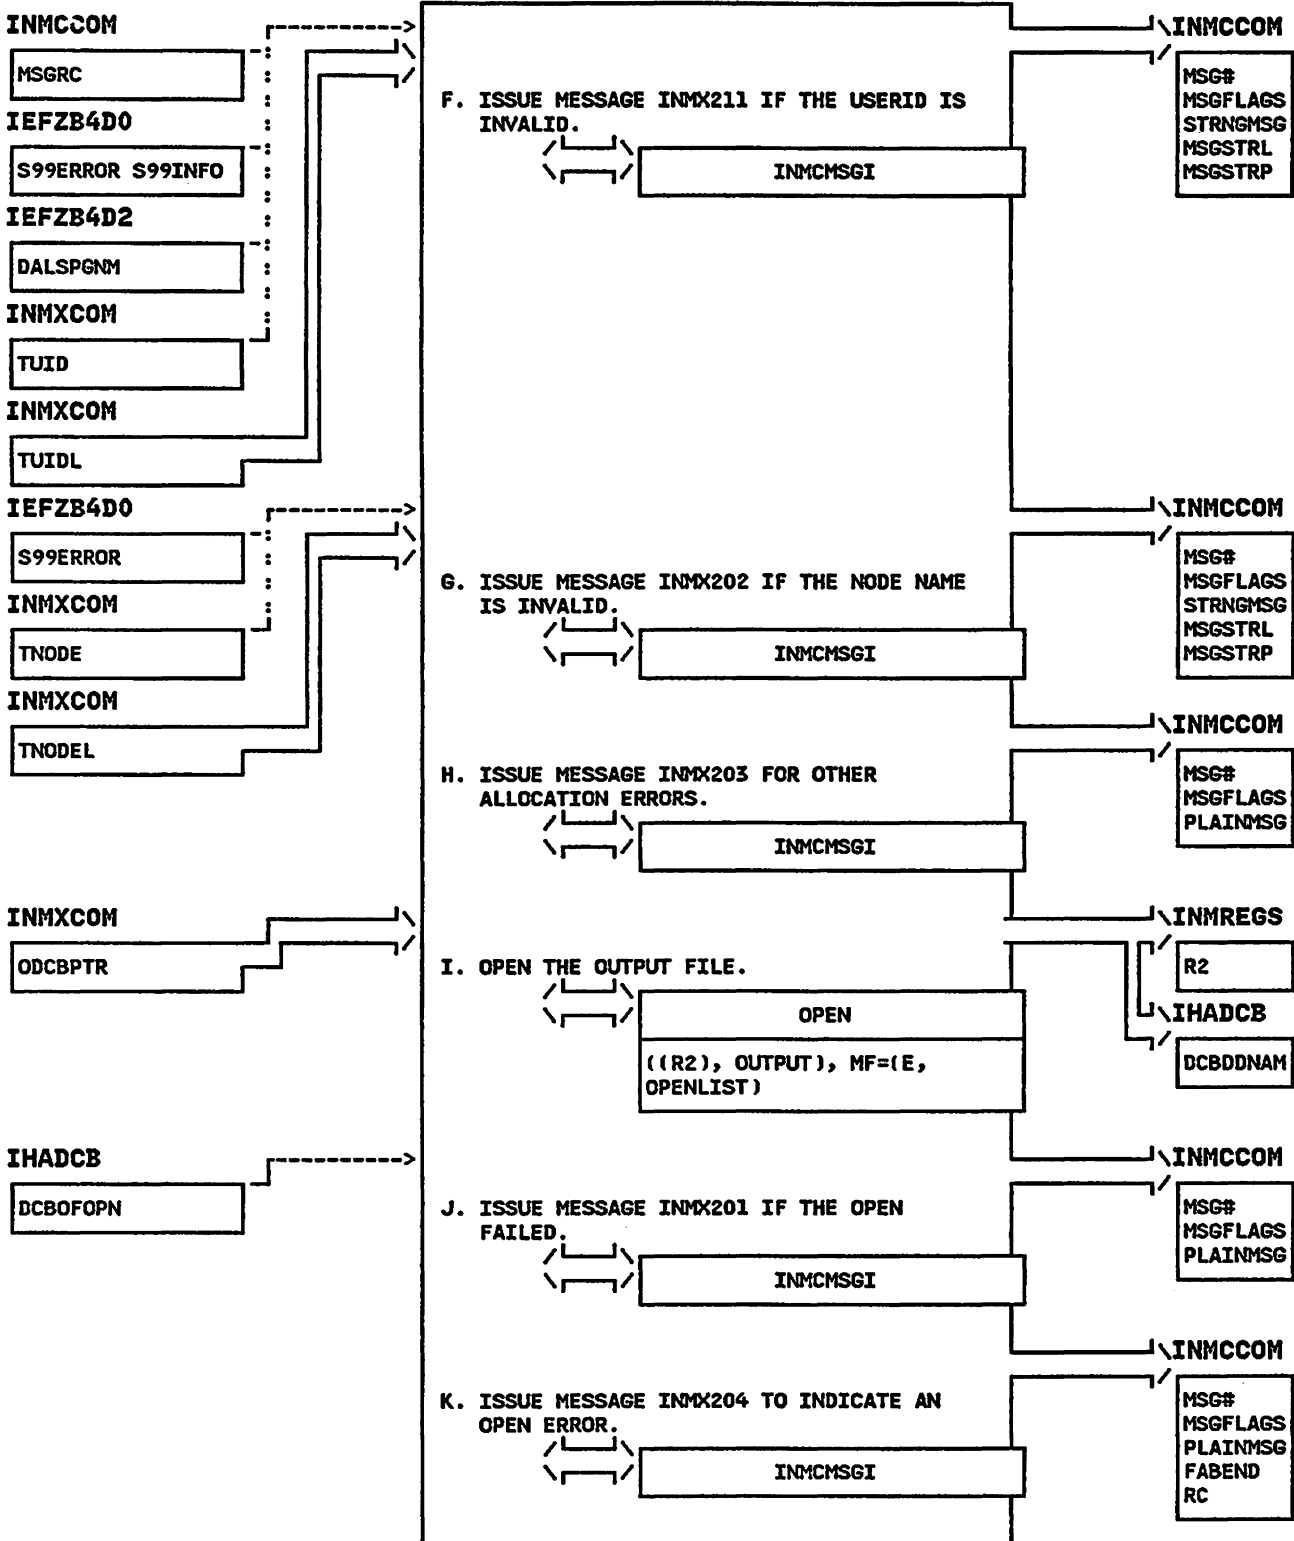 INMCCOM
MSGRC
IEFZB4D0
S99ERROR S99INFO
IEFZB4D2
DALSPGNM
INMXCOM
TUID
INMXCOM
TUIDL
F. ISSUE MESSAGE INMX211 IF THE USERID IS
INVALID.
INMCMSGI
INMCCOM
MSG#
MSGFLAGS
STRNGMSG
MSGSTRL
MSGSTRP
IEFZB4D0
S99ERROR
INMXCOM
TNODE
INMXCOM
TNODEL
G. ISSUE MESSAGE INMX202 IF THE NODE NAME
IS INVALID.
INMCMSGI
INMCCOM
MSG#
MSGFLAGS
STRNGMSG
MSGSTRL
MSGSTRP
H. ISSUE MESSAGE INMX203 FOR OTHER
ALLOCATION ERRORS.
INMCMSGI
INMCCOM
MSG#
MSGFLAGS
PLAINMSG
INMXCOM
ODCBPTR
I. OPEN THE OUTPUT FILE.
OPEN
((R2), OUTPUT), MF=(E,
OPENLIST)
INMREGS
R2
IHADCB
DCBDDNAM
IHADCB
DCBOFOPN
J. ISSUE MESSAGE INMX201 IF THE OPEN
FAILED.
INMCMSGI
INMCCOM
MSG#
MSGFLAGS
PLAINMSG
K. ISSUE MESSAGE INMX204 TO INDICATE AN
OPEN ERROR.
INMCMSGI
INMCCOM
MSG#
MSGFLAGS
PLAINMSG
FABEND
RC